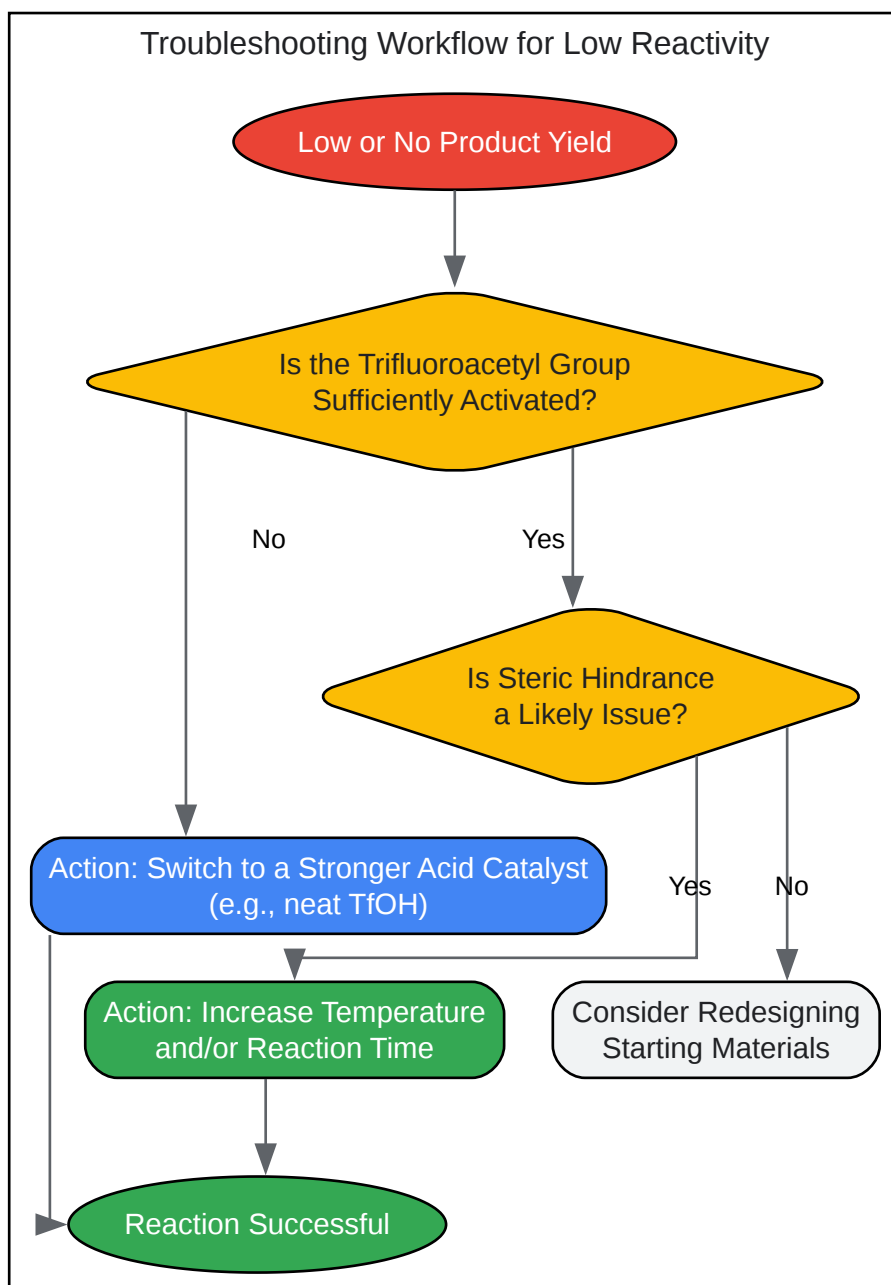 Troubleshooting Workflow for Low Reactivity
Low or No Product Yield
Is the Trifluoroacetyl Group
Sufficiently Activated?
No
Yes
Is Steric Hindrance
a Likely Issue?
Action: Switch to a Stronger Acid Catalyst
(e.g., neat TfOH)
Yes
No
Action: Increase Temperature
and/or Reaction Time
Consider Redesigning
Starting Materials
Reaction Successful